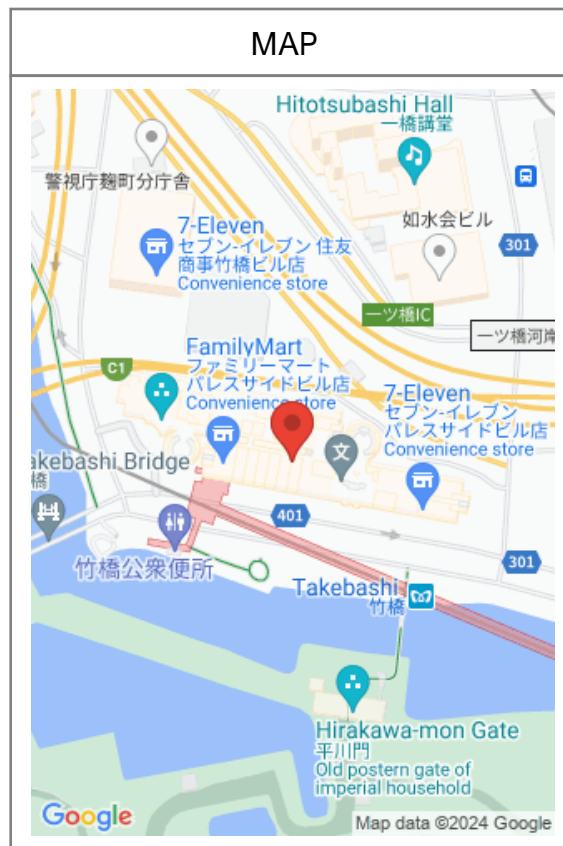 MAP
Hitotsubashi Hall
一橋講堂
警視庁麹町分庁舎
7-Eleven
セブン-イレブン 住友
商事竹橋ビル店
Convenience store
如水会ビル
301
一ツ橋IC
一ツ橋河岸
C1
FamilyMart
ファミリーマート
パレスサイドビル店
Convenience store
7-Eleven
セブン-イレブン
パレスサイドビル店
Convenience store
文
akebashi Bridge
橋
401
301
竹橋公衆便所
Takebashi
竹橋
Hirakawa-mon Gate
平川門
Old postern gate of
imperial household
Google
Map data ©2024 Google